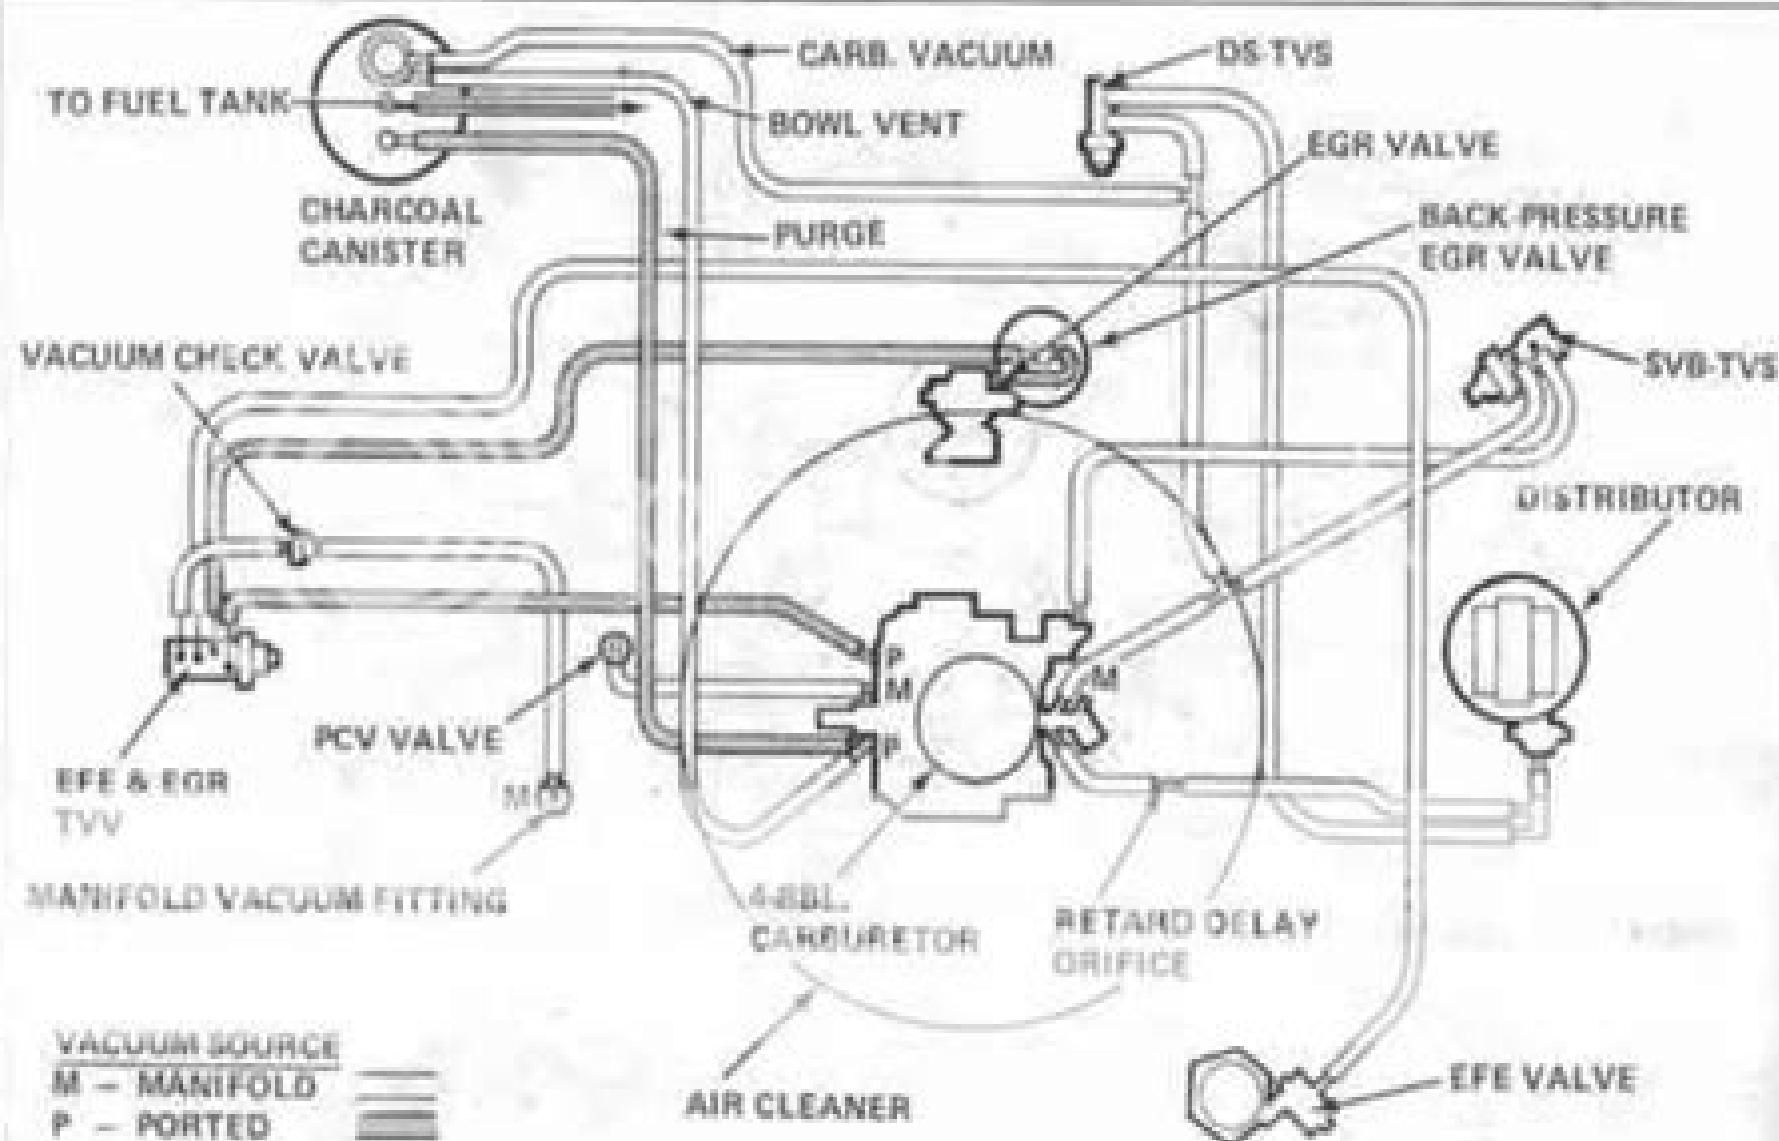 CARB. VACUUM
DS-TVS
TO FUEL TANK
BOWL VENT
EGR VALVE
CHARCOAL
CANISTER
PURGE
BACK-PRESSURE
EGR VALVE
VACUUM CHECK VALVE
SVB-TVS
DISTRIBUTOR
P
M
M
PCV VALVE
P
EFE & EGR
TVV
M
MANIFOLD VACUUM FITTING
4-BBL.
CARBURETOR
RETARD DELAY
ORIFICE
VACUUM SOURCE
M - MANIFOLD
P - PORTED
AIR CLEANER
EFE VALVE